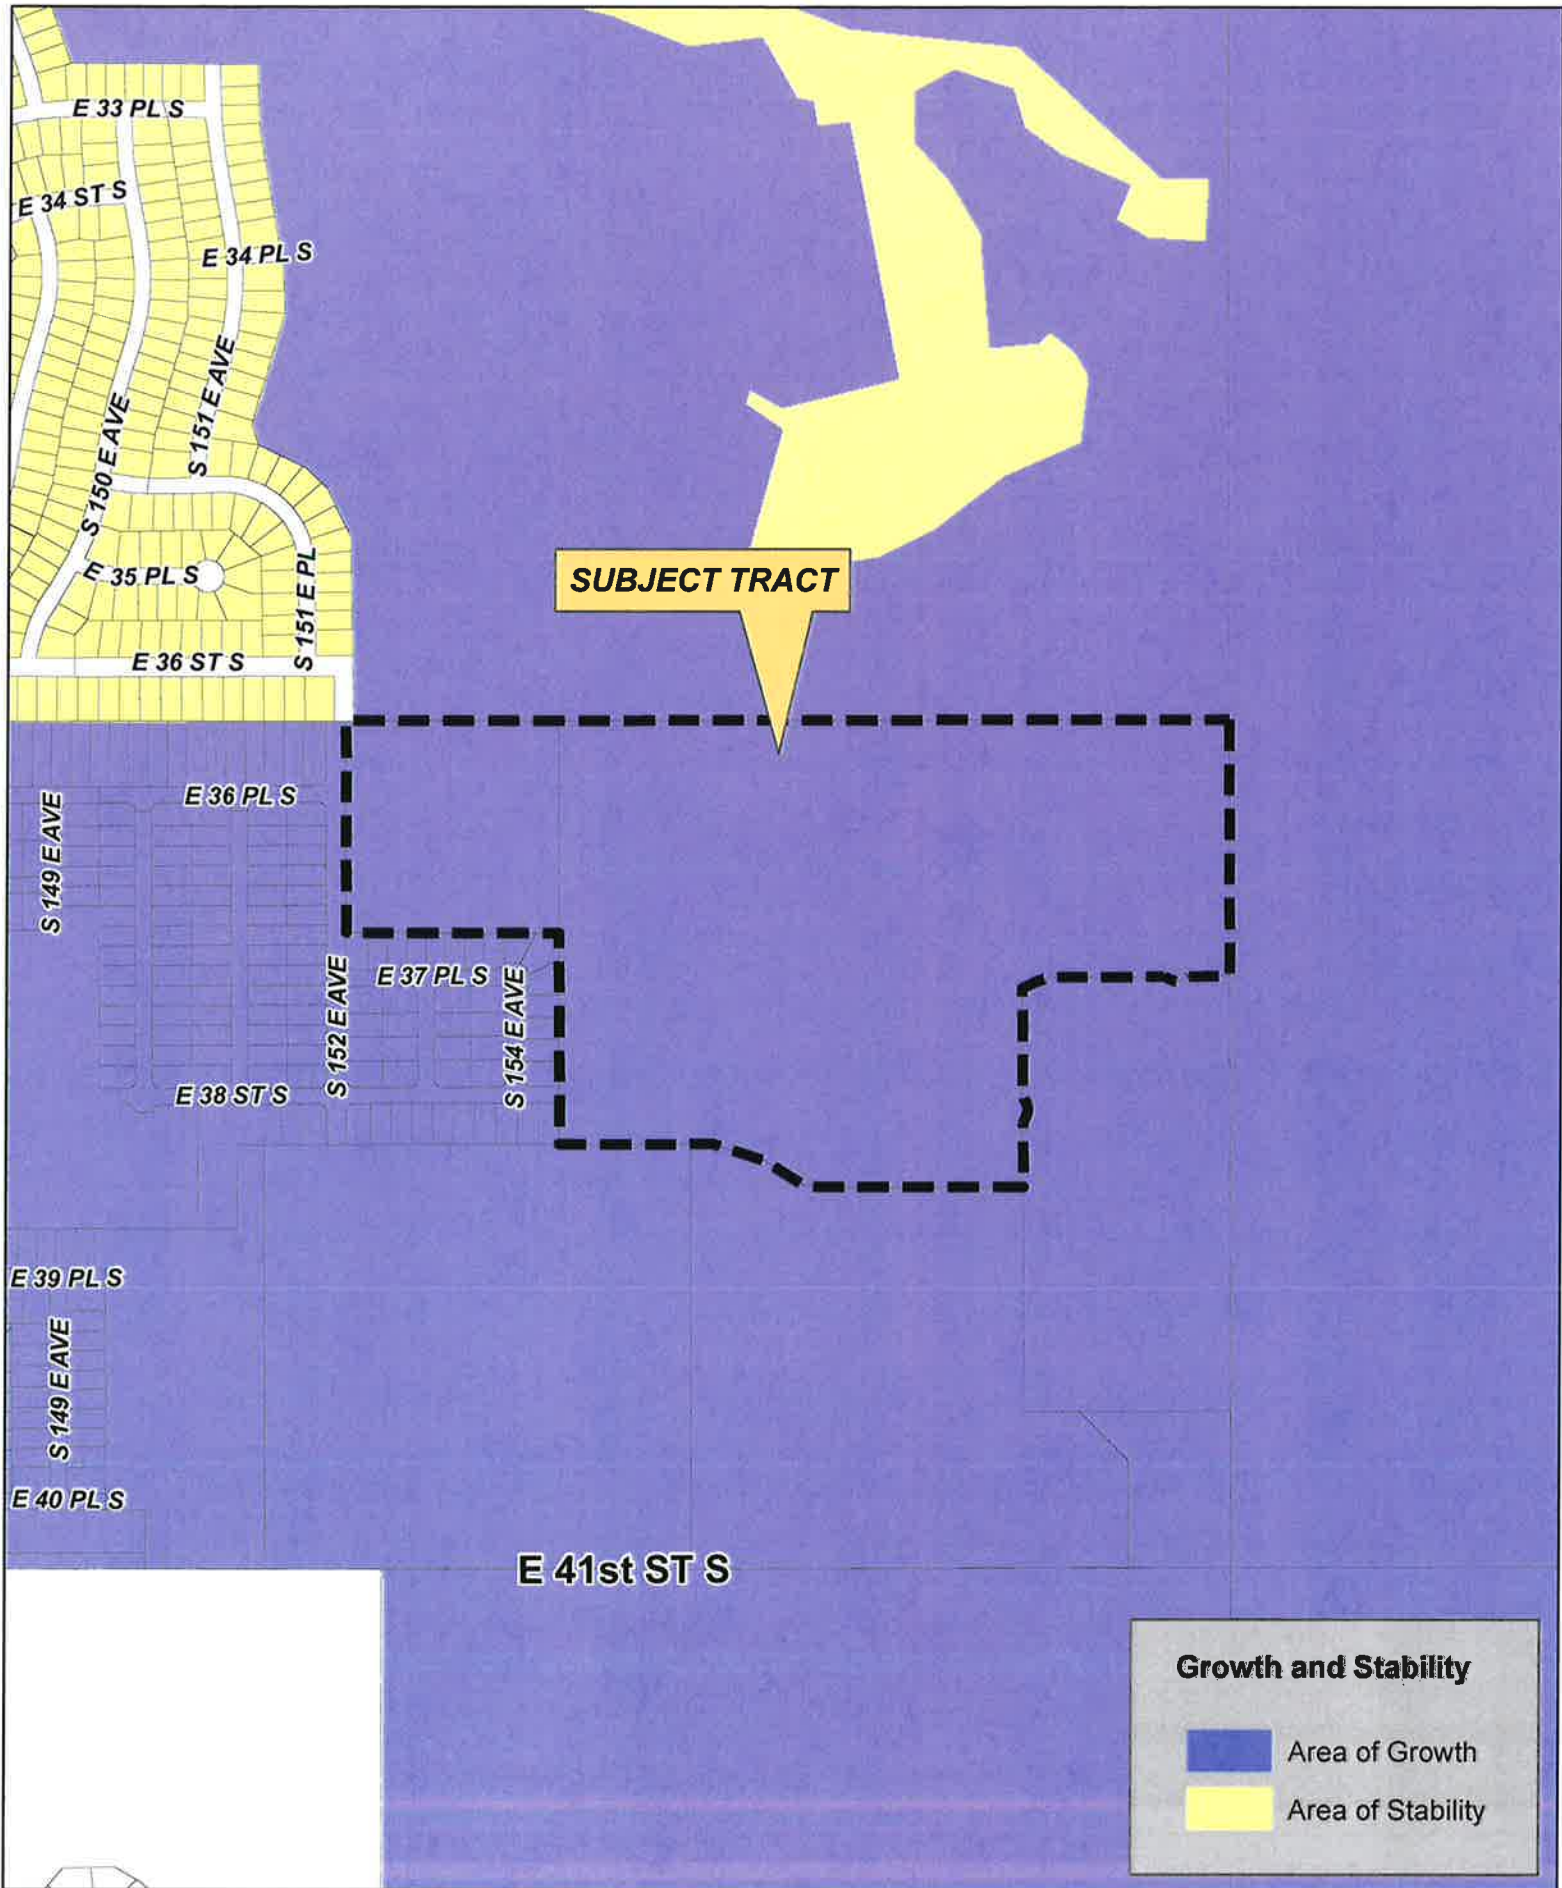 E 33 PL S
E 34 ST S
E 34 PL S
S 151 E AVE
S 150 E AVE
E 35 PL S
S 151 E PL
SUBJECT TRACT
E 36 ST S
E 36 PL S
S 149 E AVE
E 37 PL S
S 152 E AVE
S 154 E AVE
E 38 ST S
E 39 PL S
S 149 E AVE
E 40 PL S
E 41st ST S
Growth and Stability
Area of Growth
Area of Stability